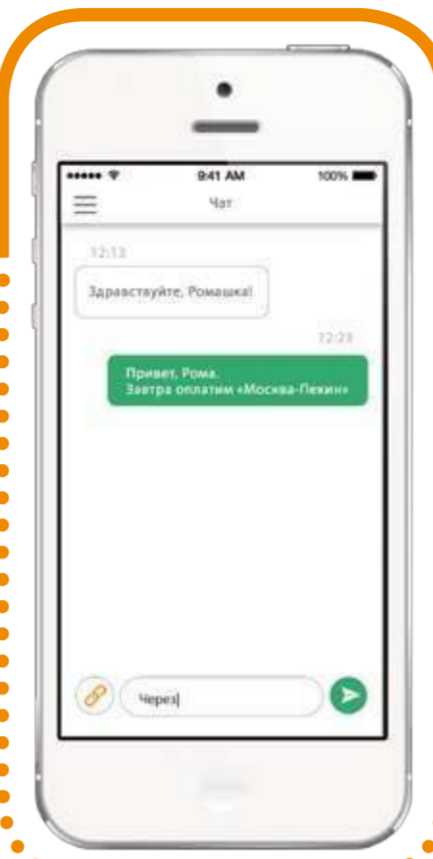 9:41 AM 100%
Чат
12:13
Здравствуйте, Ромашка!
12:23
Привет, Рома.
Завтра оплатим «Москва-Пекин»
Через